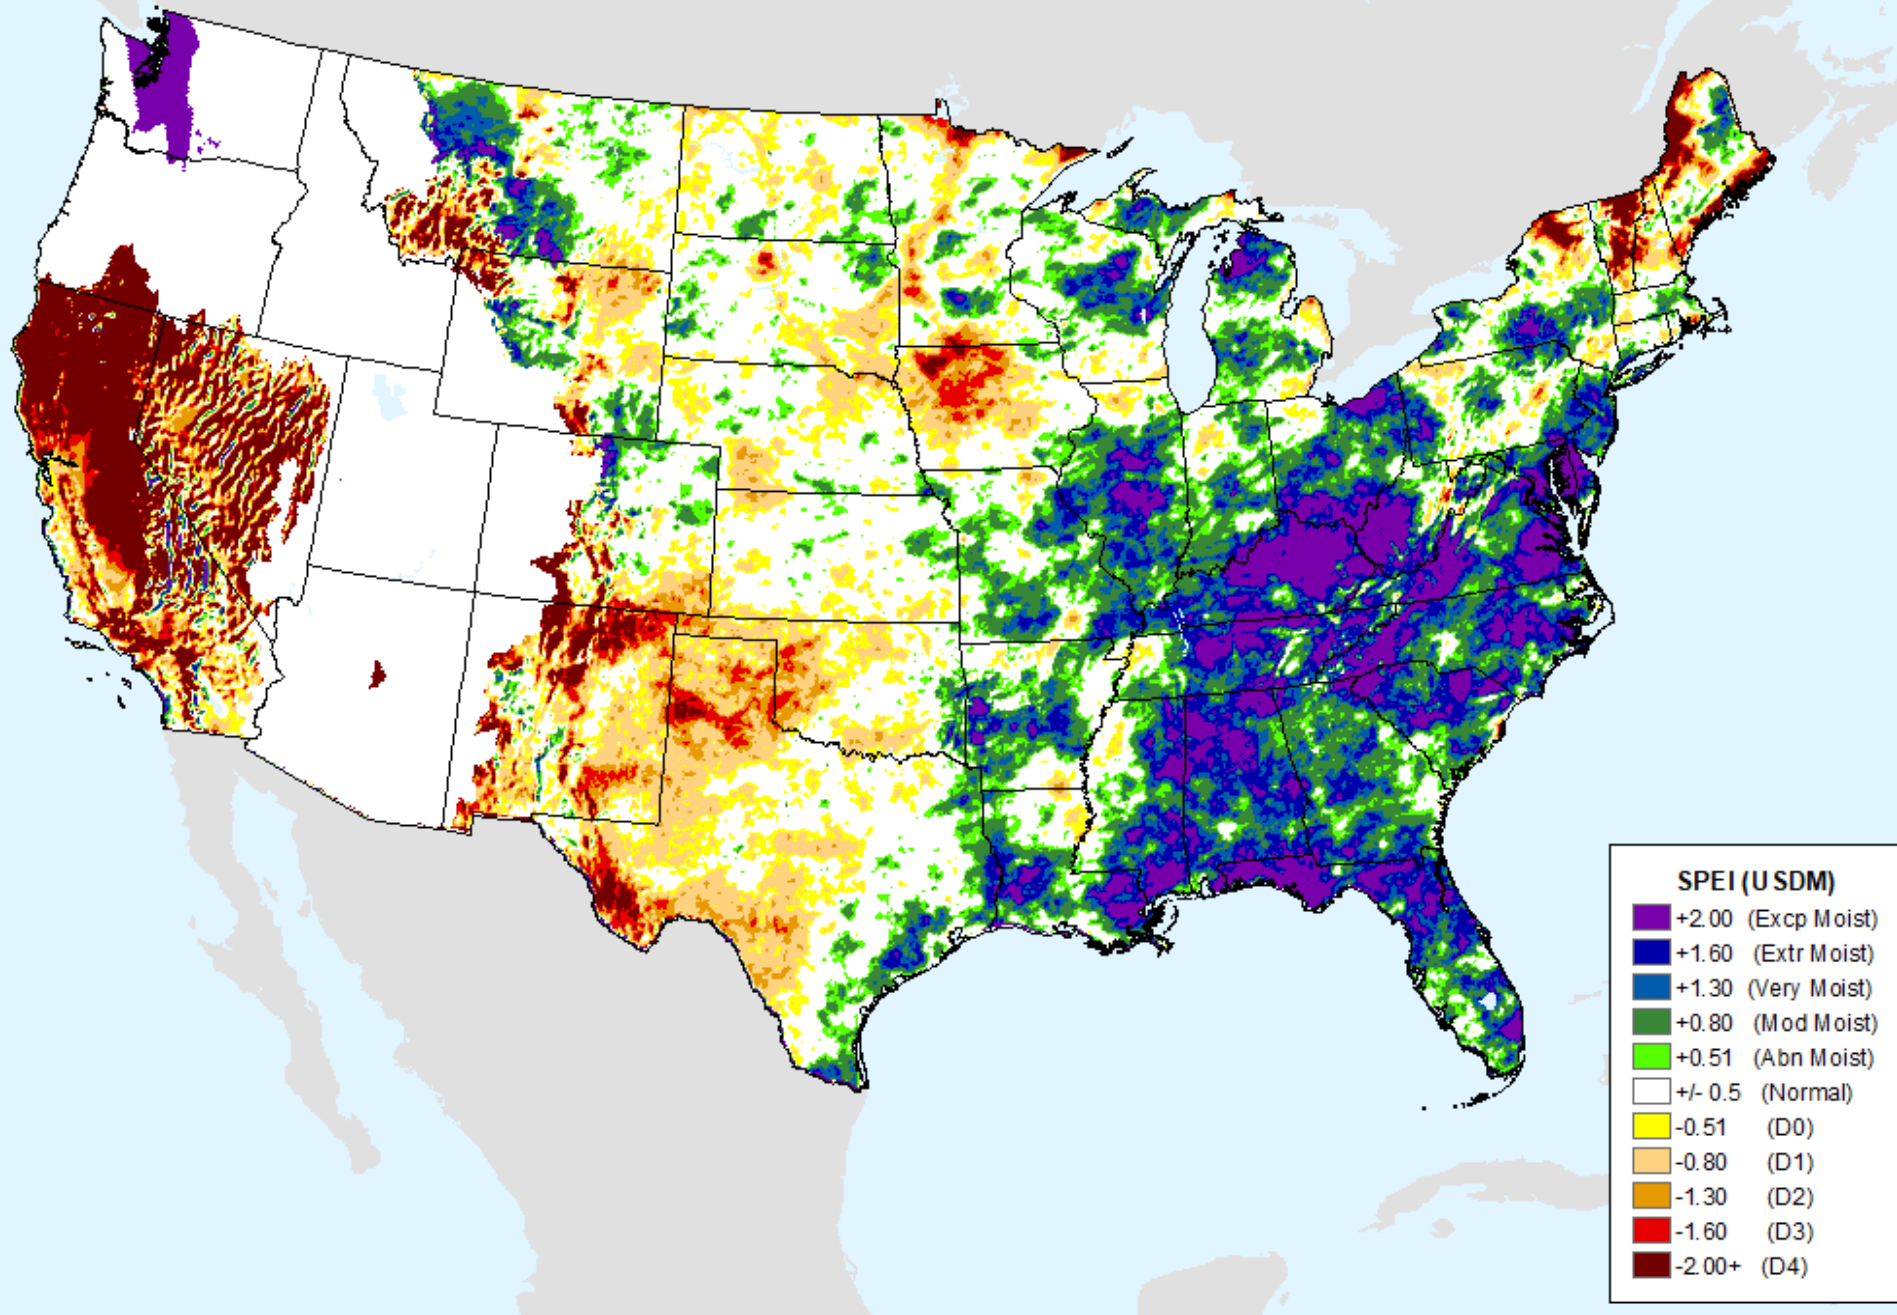 SPEI (USDM)
+2.00 (Excp Moist)
+1.60 (Extr Moist)
+1.30 (Very Moist)
+0.80 (Mod Moist)
+0.51 (Abn Moist)
+/- 0.5 (Normal)
-0.51 (D0)
-0.80 (D1)
-1.30 (D2)
-1.60 (D3)
-2.00+ (D4)